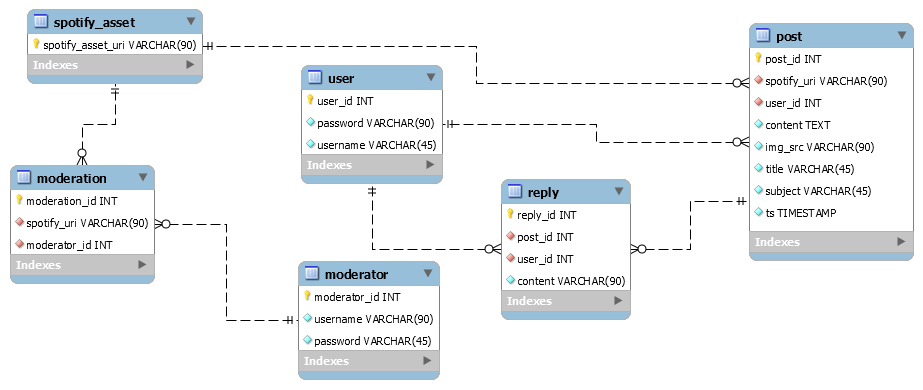 spotify_asset
spotify_asset_uri VARCHAR(90)
Indexes
user
user_id INT
password VARCHAR(90)
username VARCHAR(45)
Indexes
post
post_id INT
spotify_uri VARCHAR(90)
user_id INT
content TEXT
img_src VARCHAR(90)
title VARCHAR(45)
subject VARCHAR(45)
ts TIMESTAMP
Indexes
moderation
moderation_id INT
spotify_uri VARCHAR(90)
moderator_id INT
Indexes
reply
reply_id INT
post_id INT
user_id INT
content VARCHAR(90)
Indexes
moderator
moderator_id INT
username VARCHAR(90)
password VARCHAR(45)
Indexes